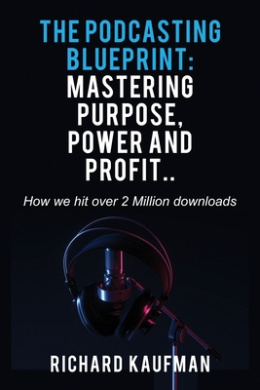 THE PODCASTING
BLUEPRINT:
MASTERING
PURPOSE,
POWER AND
PROFIT..
How we hit over 2 Million downloads
RICHARD KAUFMAN